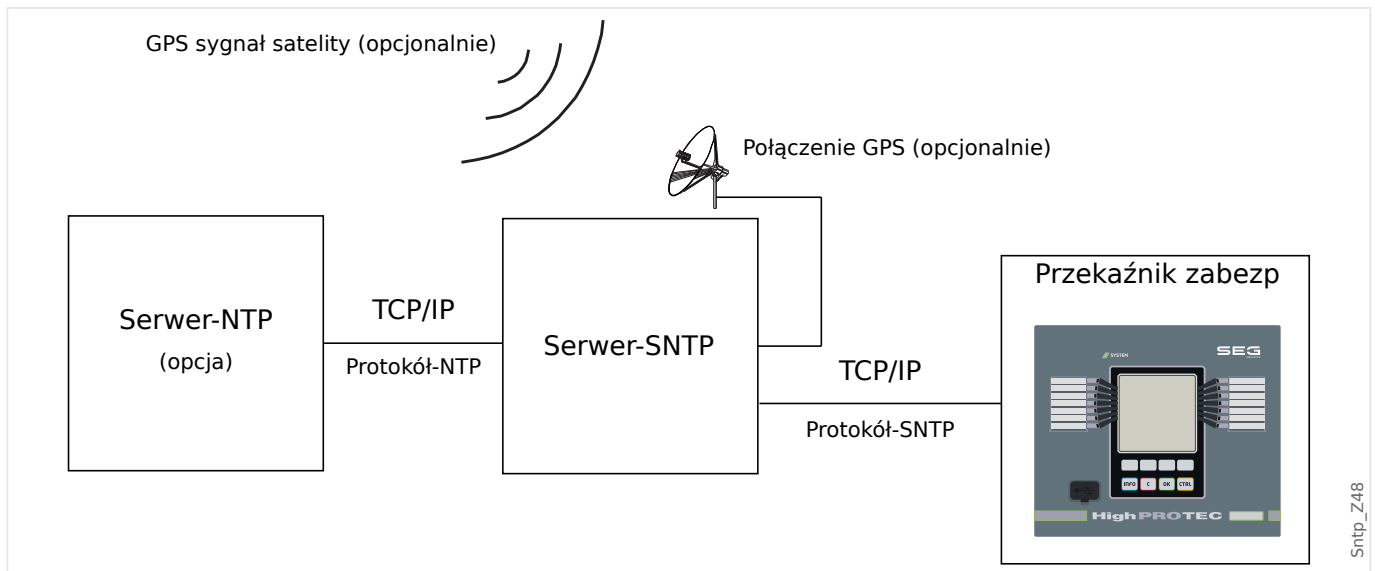 GPS sygnał satelity (opcjonalnie)
Połączenie GPS (opcjonalnie)
Serwer-NTP
(opcja)
TCP/IP
Protokół-NTP
Serwer-SNTP
TCP/IP
Protokół-SNTP
Przekaźnik zabezp
SYSTEM
SEG
INFO
C
OK
CTRL
HighPROTEC
Sntp_Z48